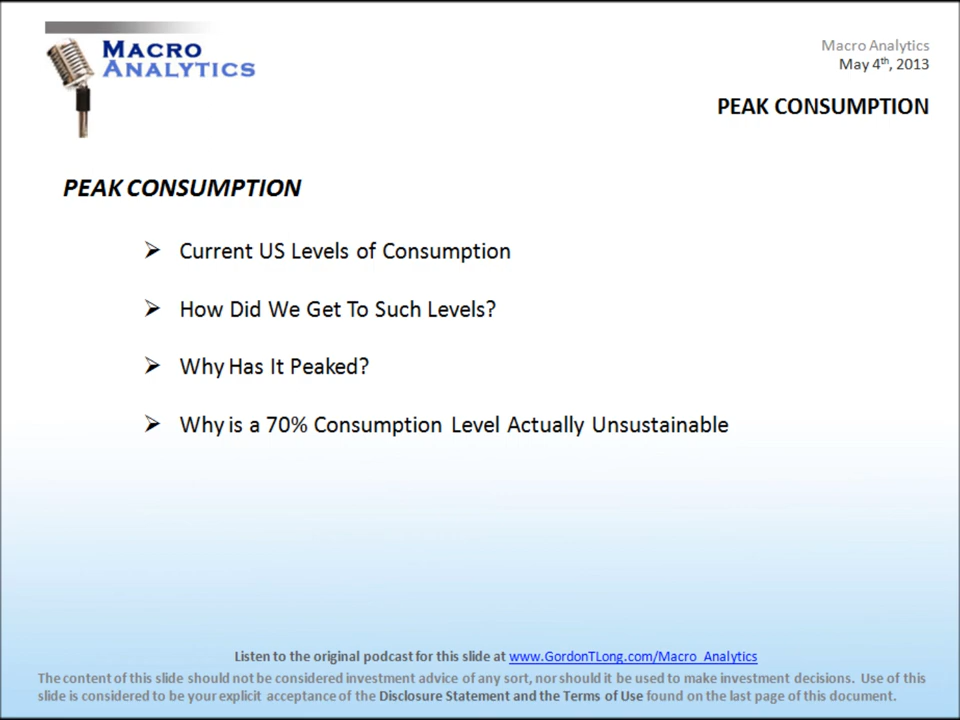 MACRO
ANALYTICS
Macro Analytics
May 4th, 2013
PEAK CONSUMPTION
PEAK CONSUMPTION
➢ Current US Levels of Consumption
➢ How Did We Get To Such Levels?
➢ Why Has It Peaked?
➢ Why is a 70% Consumption Level Actually Unsustainable
Listen to the original podcast for this slide at www.GordonTLong.com/Macro_Analytics
The content of this slide should not be considered investment advice of any sort, nor should it be used to make investment decisions. Use of this
slide is considered to be your explicit acceptance of the Disclosure Statement and the Terms of Use found on the last page of this document.